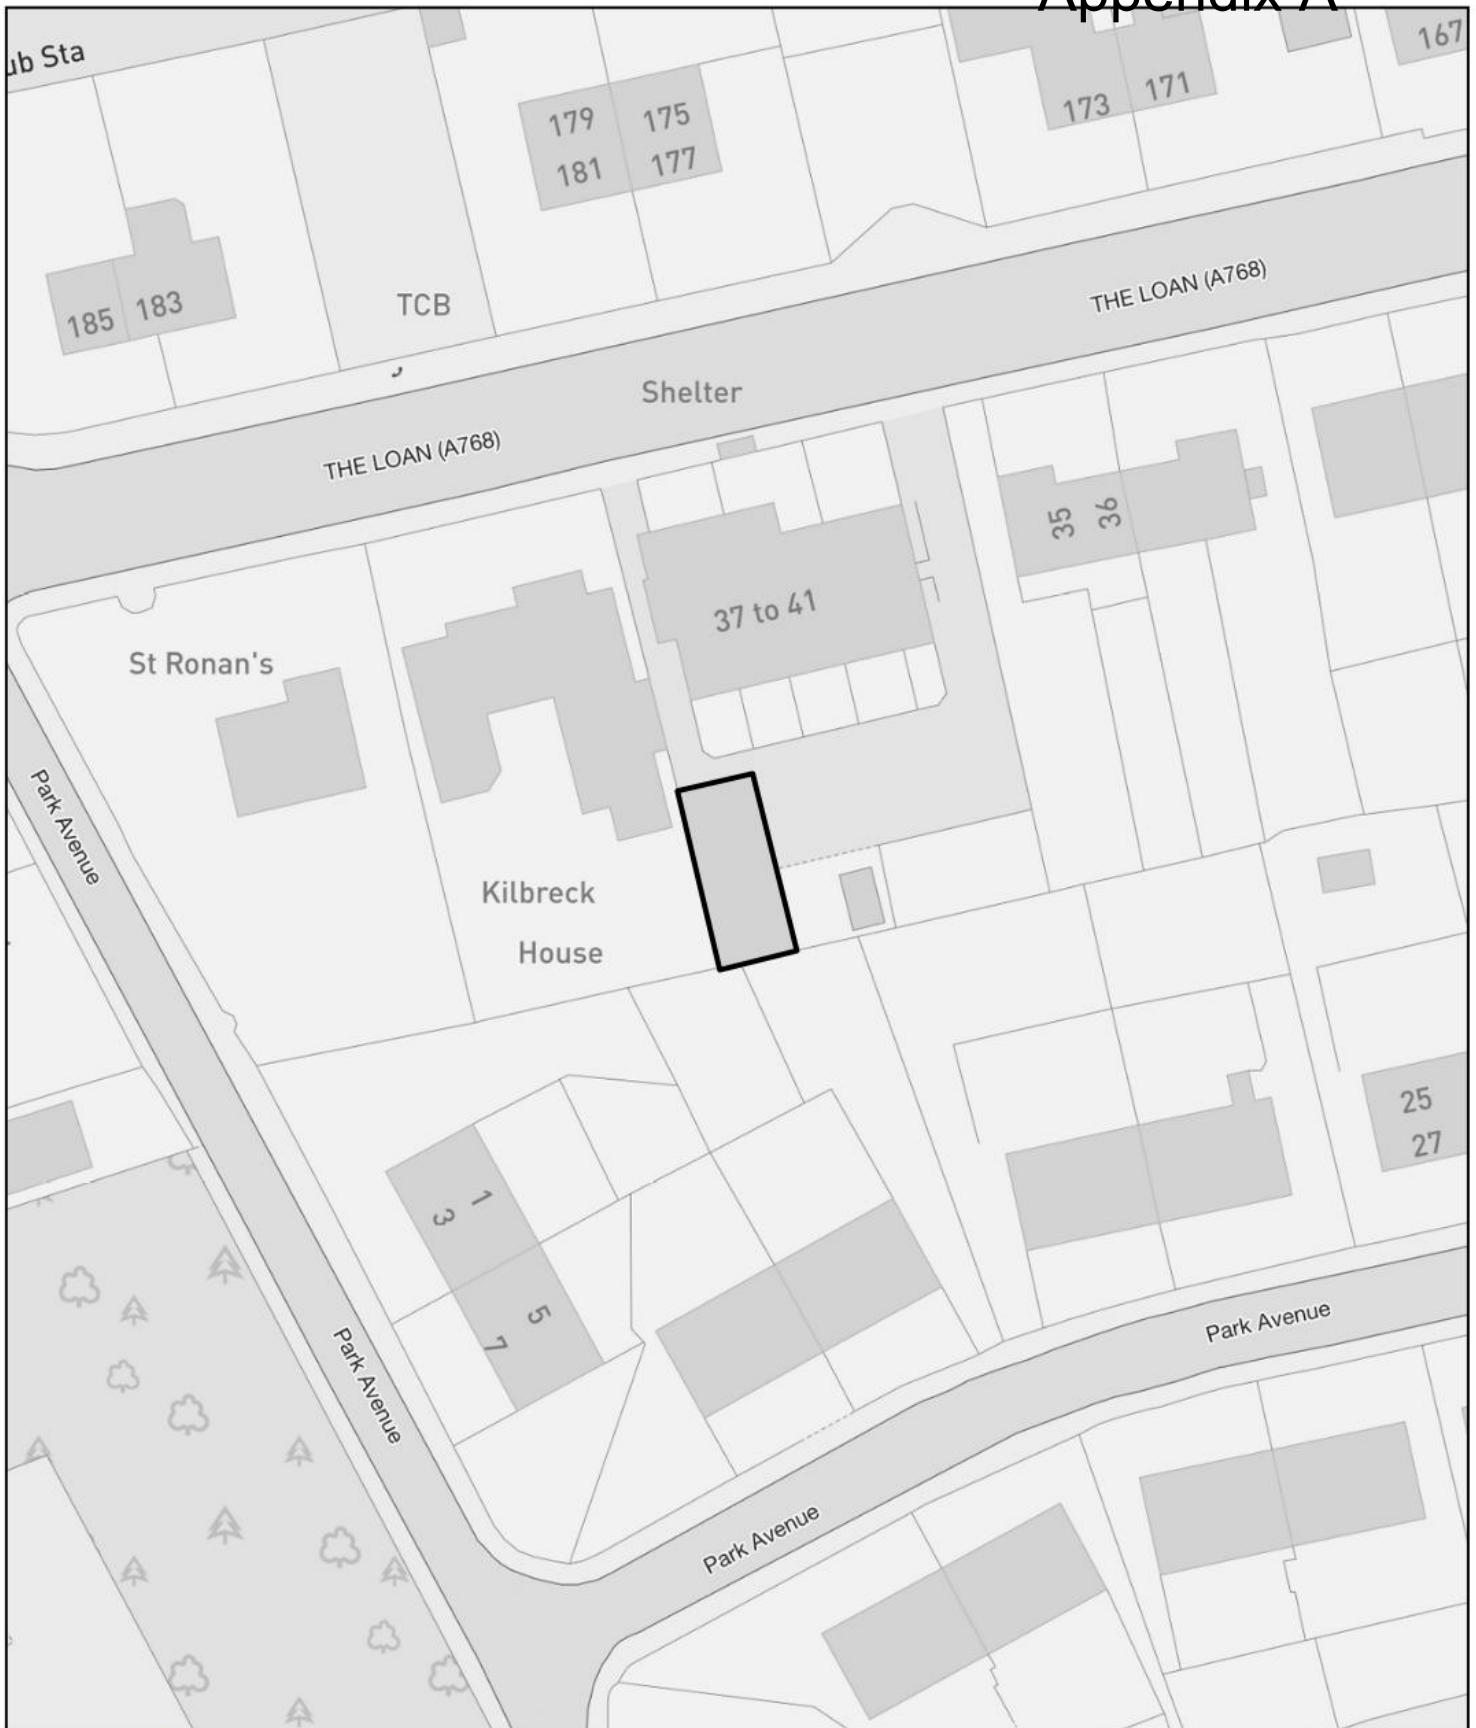 Appendix A
ub Sta
167
179
175
173
171
181
177
185
183
TCB
THE LOAN (A768)
Shelter
THE LOAN (A768)
35
36
37 to 41
St Ronan's
Park Avenue
Kilbreck
House
25
27
1
3
5
7
Park Avenue
Park Avenue
Park Avenue